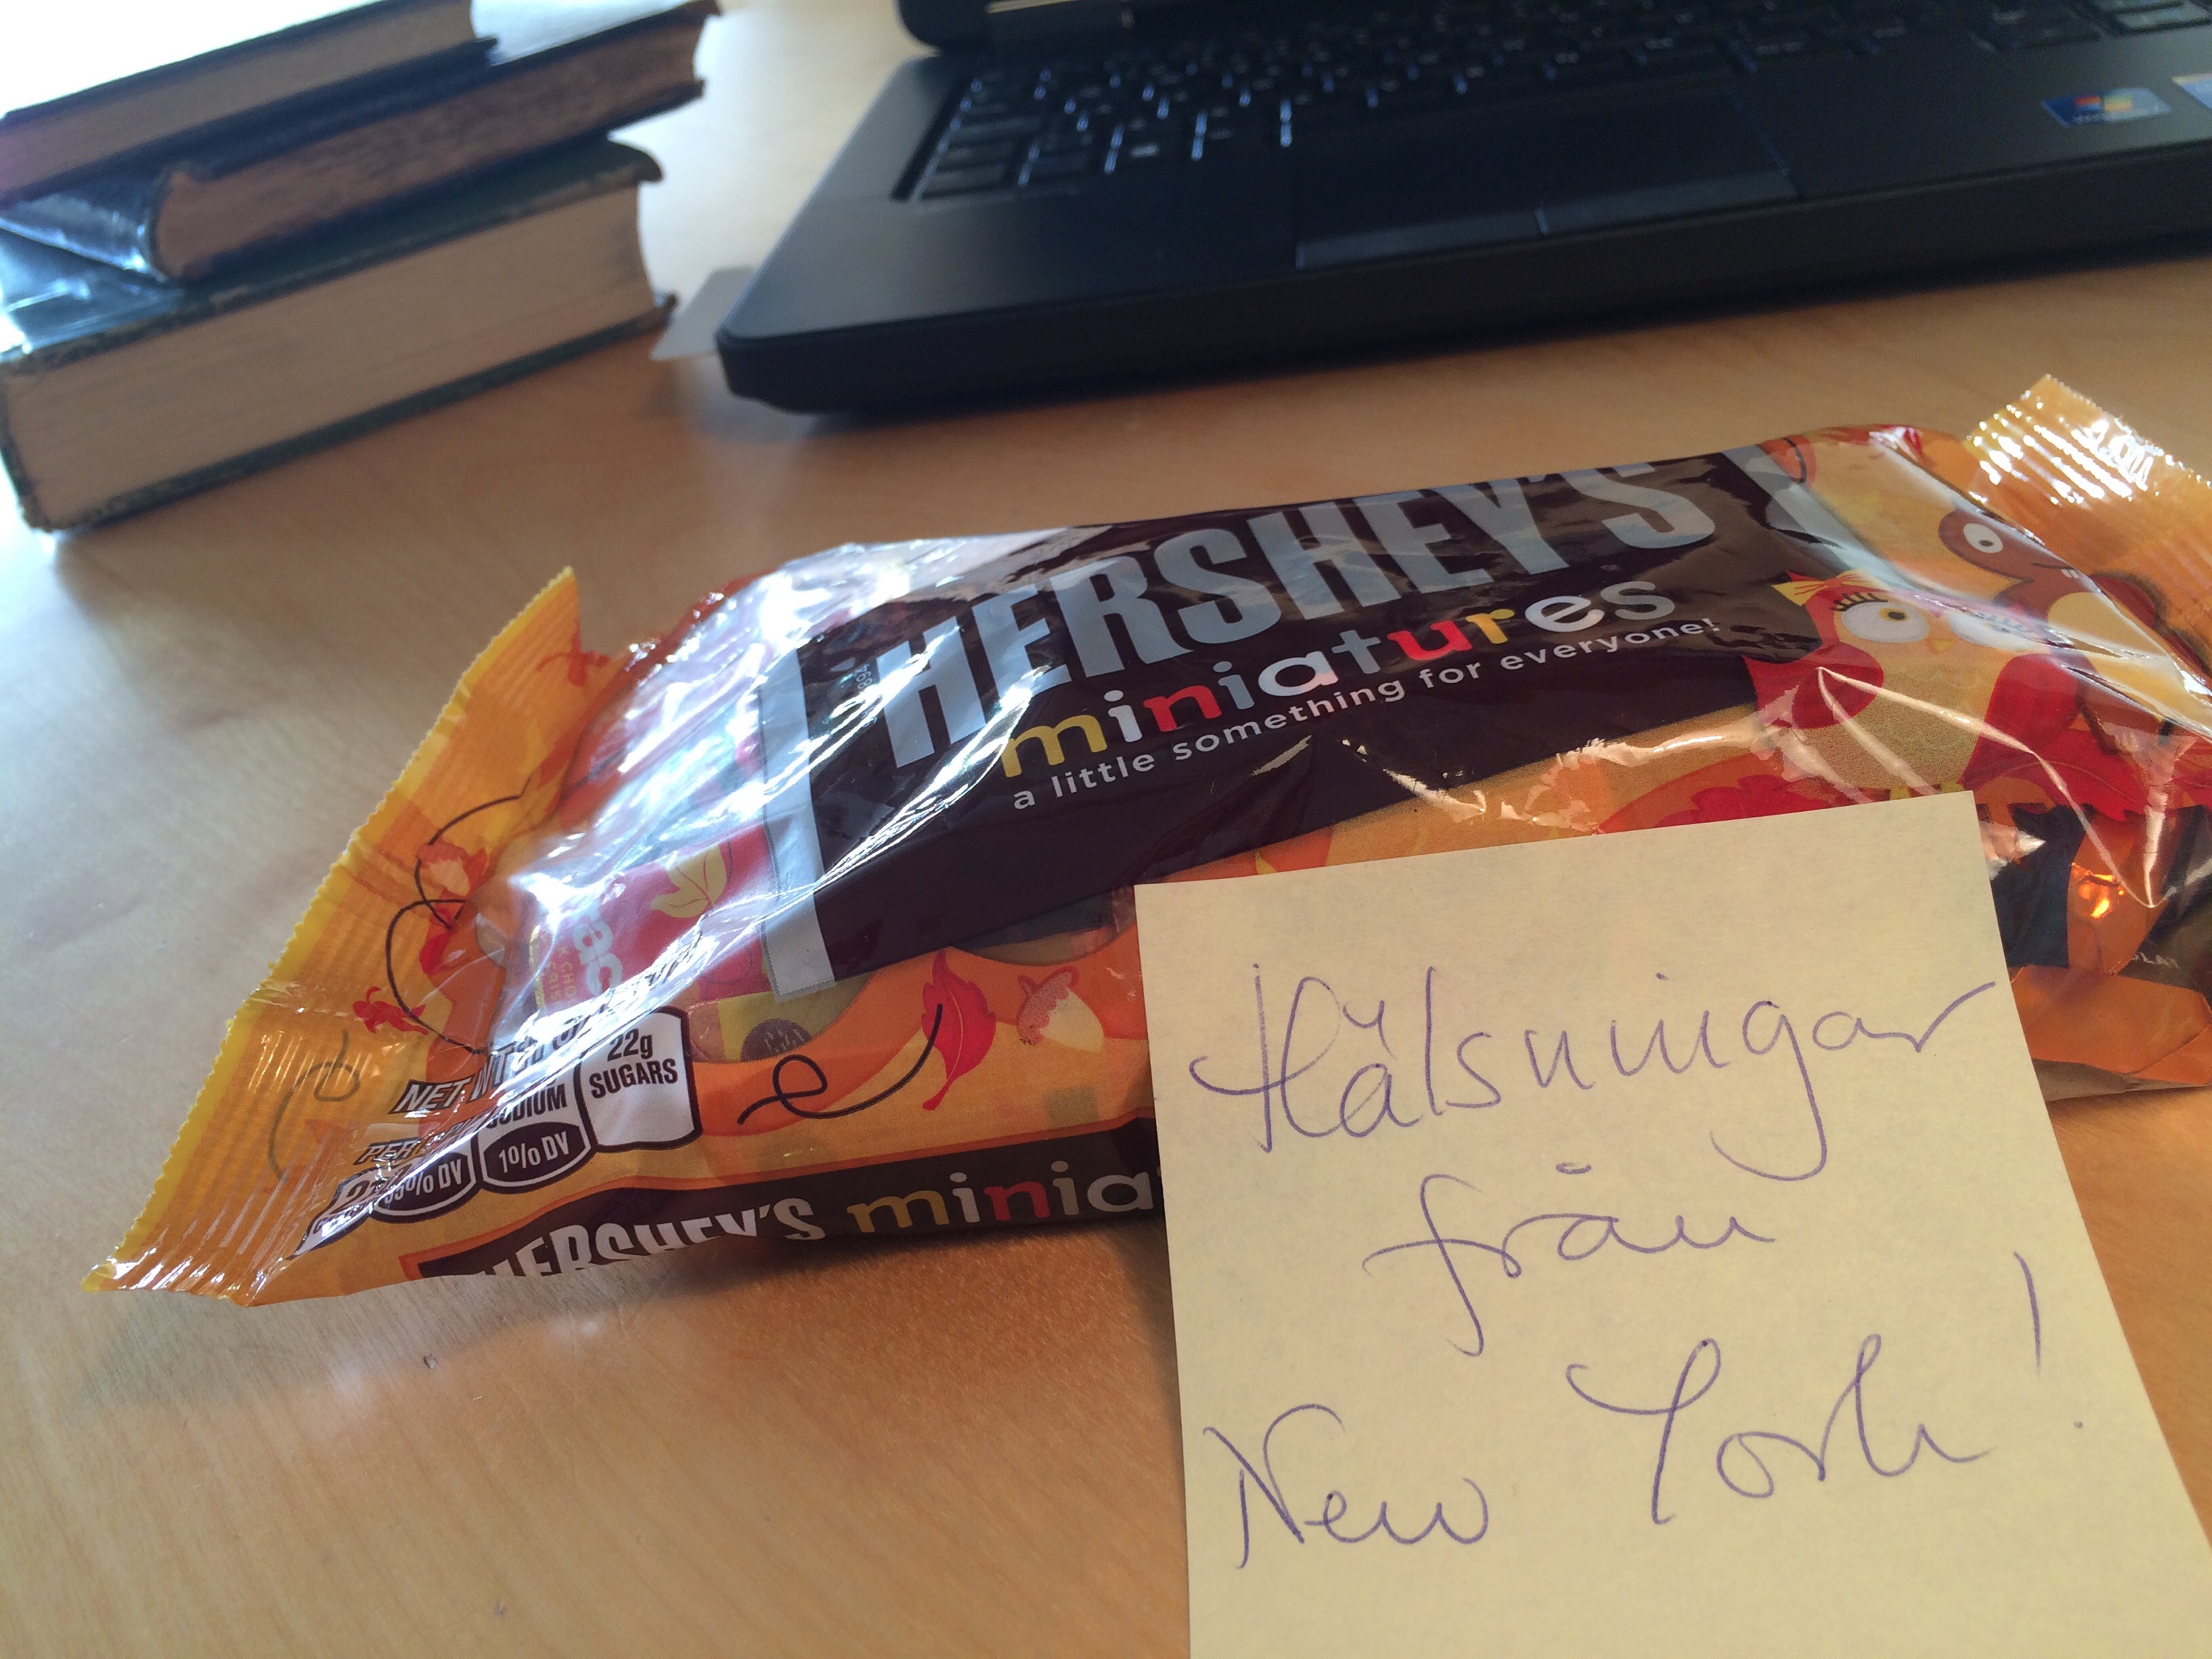 HERSHEY'S
miniatures
a little something for everyone!
NET WT
22g
SUGARS
SODIUM
1% DV
HERSHEY'S minia
Hälsningar
från
New York!